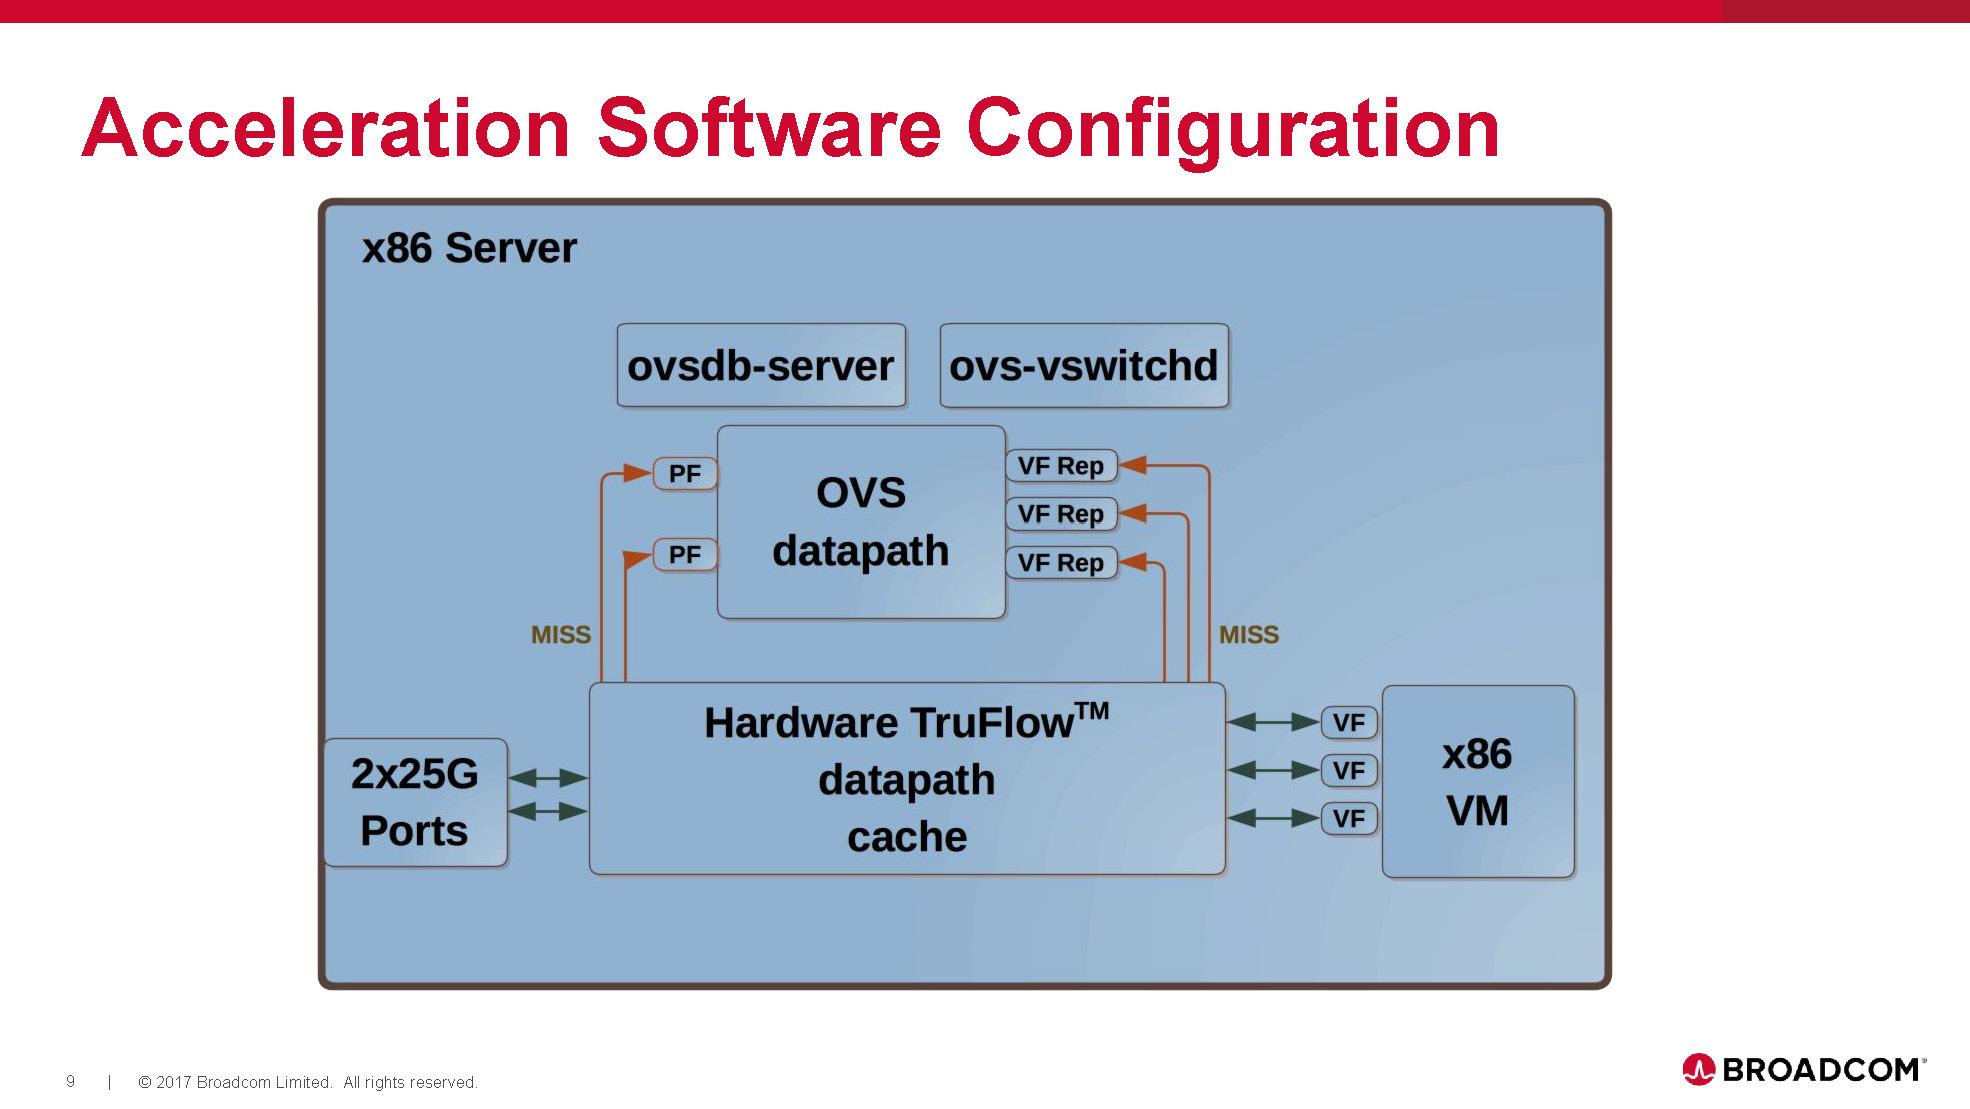 Acceleration Software Configuration
x86 Server
ovsdb-server
ovs-vswitchd
PF
PF
OVS
datapath
VF Rep
VF Rep
VF Rep
MISS
MISS
Hardware TruFlow™
datapath
cache
2x25G
Ports
VF
VF
VF
x86
VM
9 | © 2017 Broadcom Limited. All rights reserved.
BROADCOM®